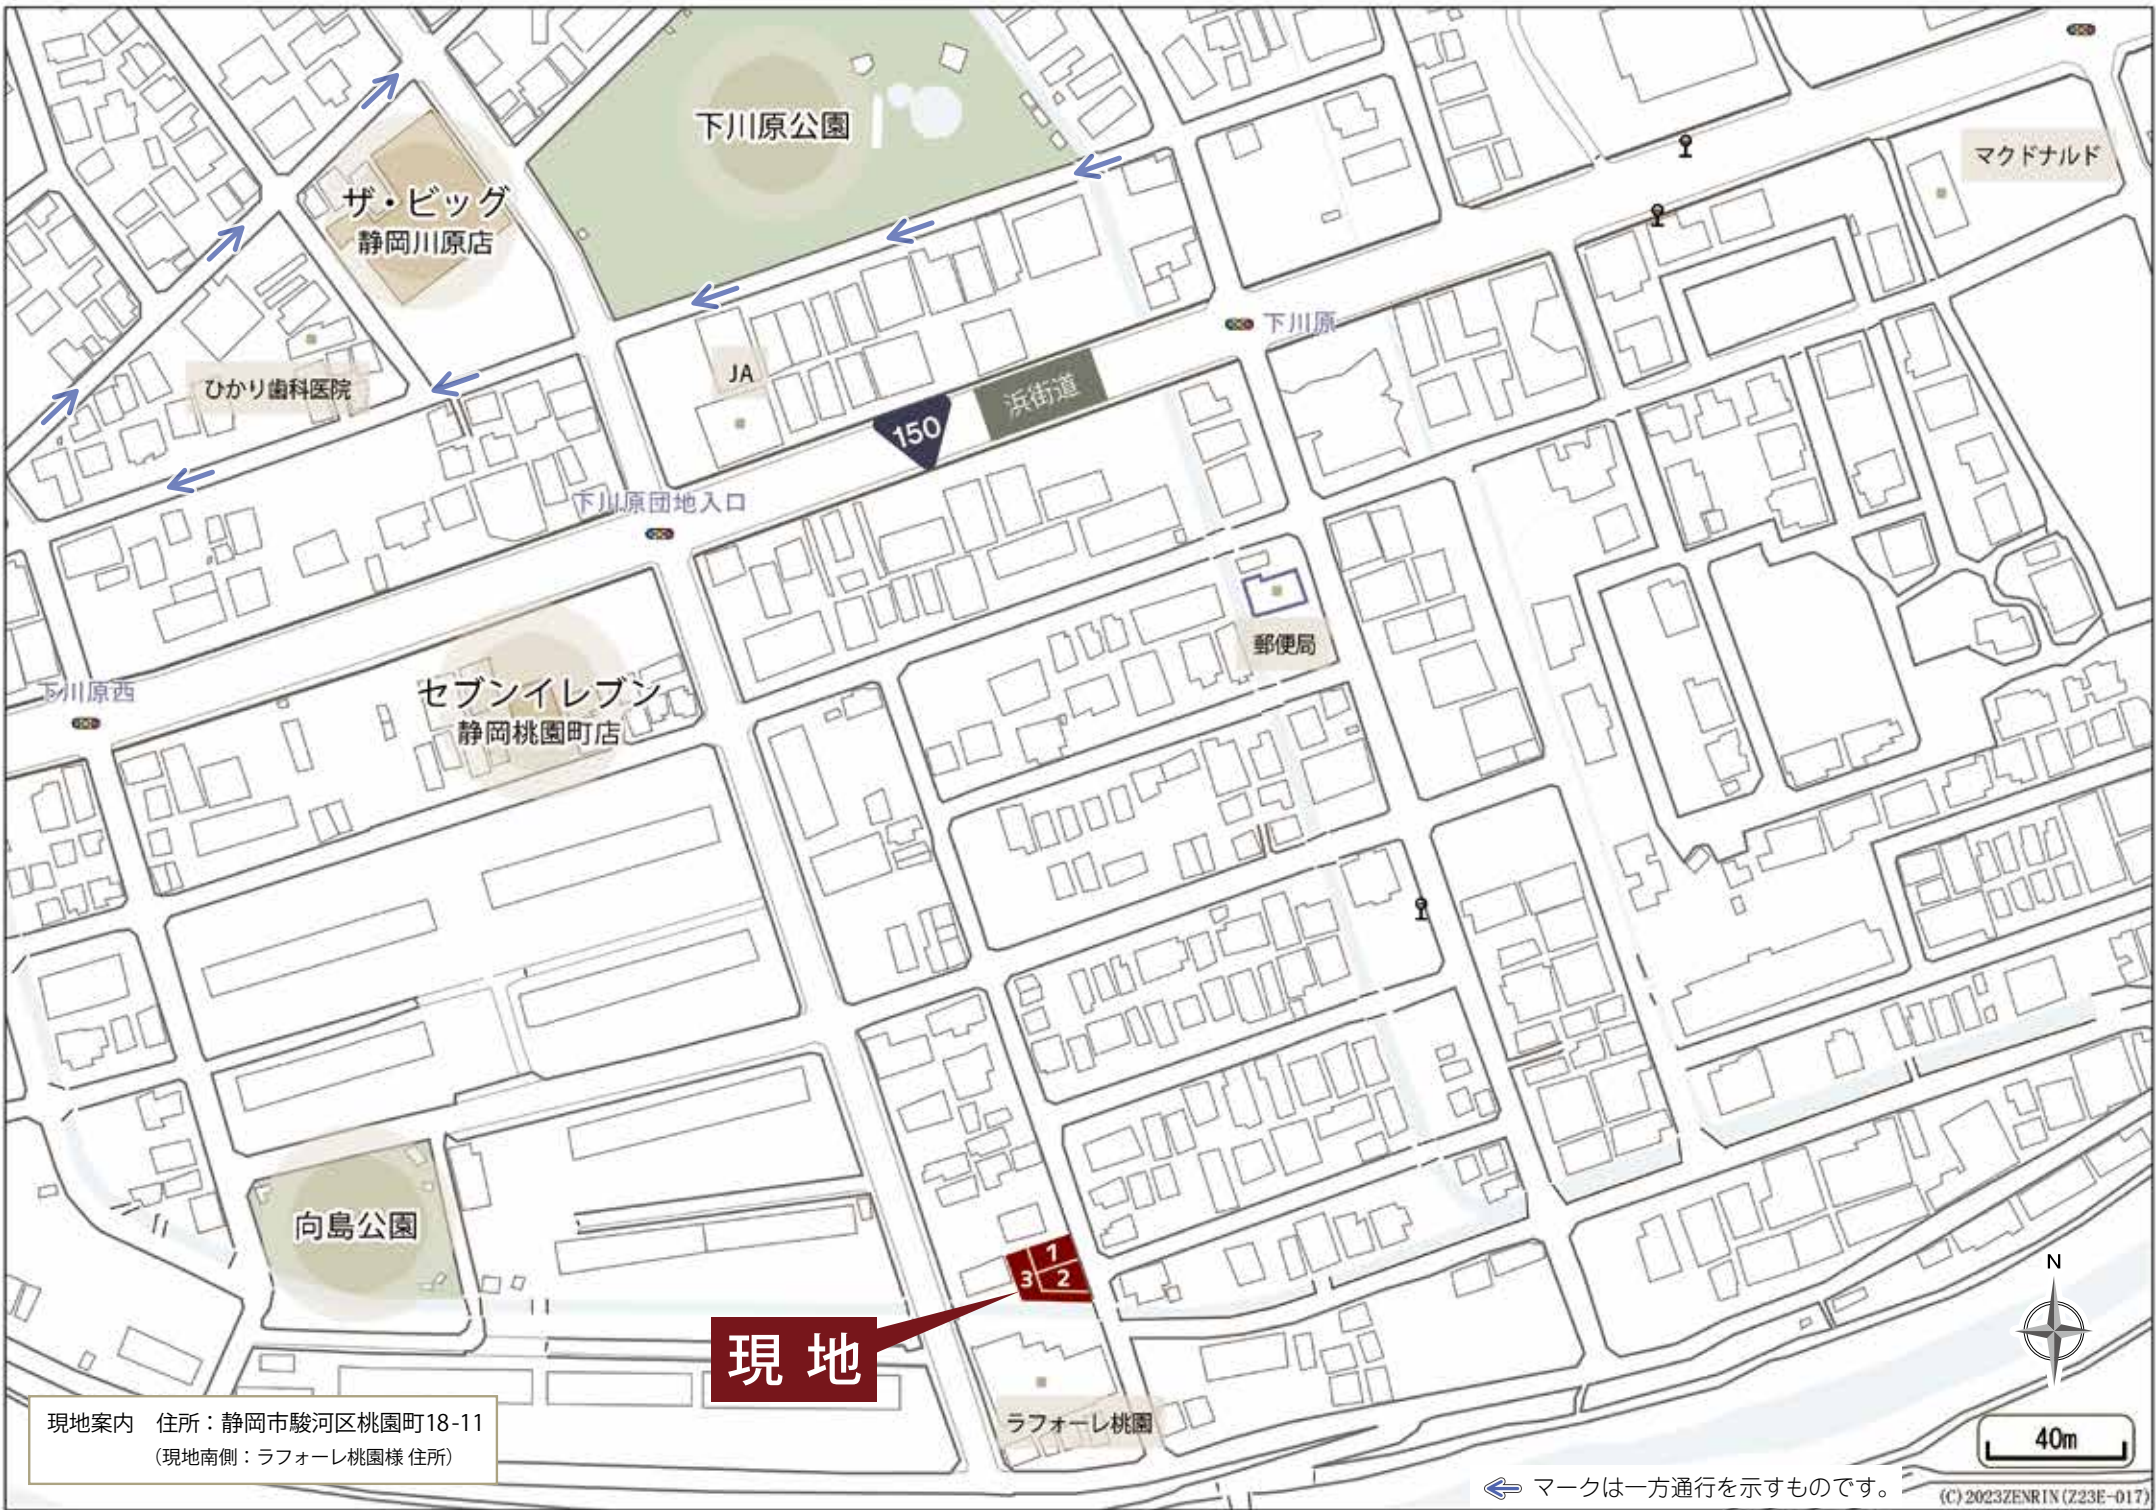 下川原公園
マクドナルド
ザ・ビッグ
静岡川原店
下川原
JA
浜街道
ひかり歯科医院
150
下川原団地入口
郵便局
セブンイレブン
静岡桃園町店
下川原西
向島公園
1
3
2
現地
N
ラフォーレ桃園
現地案内 住所:静岡市駿河区桃園町18-11
(現地南側:ラフォーレ桃園様 住所)
40m
マークは一方通行を示すものです。
(C)2023ZENRIN(Z23E-017)